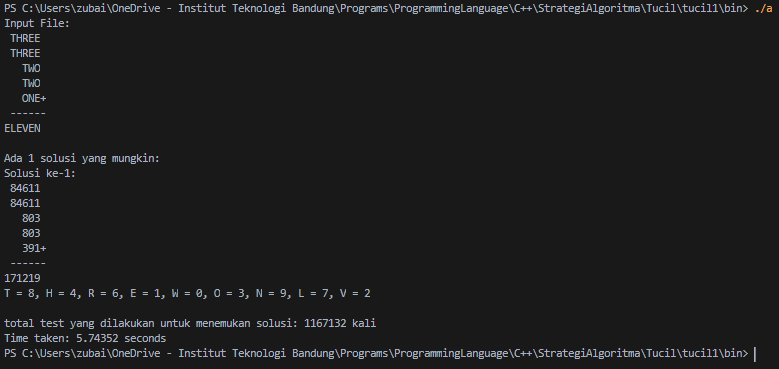 PS C:\Users\zubai\OneDrive - Institut Teknologi Bandung\Programs\ProgrammingLanguage\C++\StrategiAlgoritma\Tucil\tucil1\bin> ./a
Input File:
 THREE
 THREE
   TWO
   TWO
   ONE+
 ------
ELEVEN

Ada 1 solusi yang mungkin:
Solusi ke-1:
 84611
 84611
   803
   803
   391+
 ------
171219
T = 8, H = 4, R = 6, E = 1, W = 0, O = 3, N = 9, L = 7, V = 2

total test yang dilakukan untuk menemukan solusi: 1167132 kali
Time taken: 5.74352 seconds
PS C:\Users\zubai\OneDrive - Institut Teknologi Bandung\Programs\ProgrammingLanguage\C++\StrategiAlgoritma\Tucil\tucil1\bin>